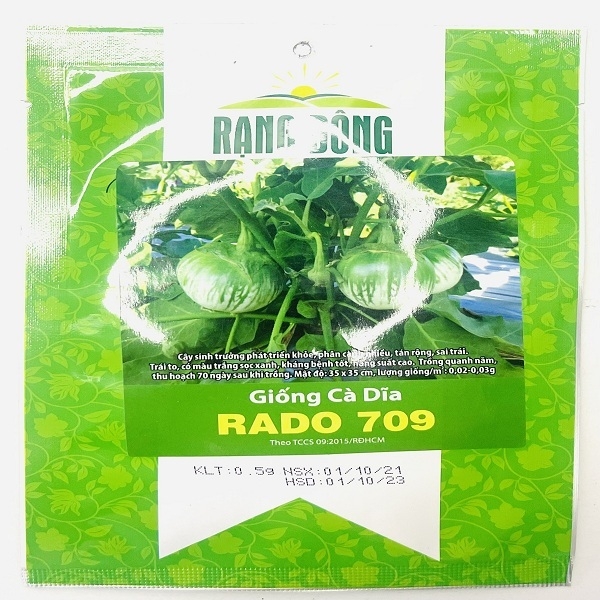 RẠNG ĐÔNG
Cây sinh trưởng phát triển khỏe, phân cành nhiều, tán rộng, sai trái.
Trái to, có màu trắng sọc xanh, kháng bệnh tốt, năng suất cao. Trồng quanh năm,
thu hoạch 70 ngày sau khi trồng. Mật độ: 35 x 35 cm, lượng giống/m²: 0,02-0,03g
Giống Cà Dĩa
RADO 709
Theo TCCS 09:2015/RĐHCM
KLT:0.5g NSX:01/10/21
HSD:01/10/23